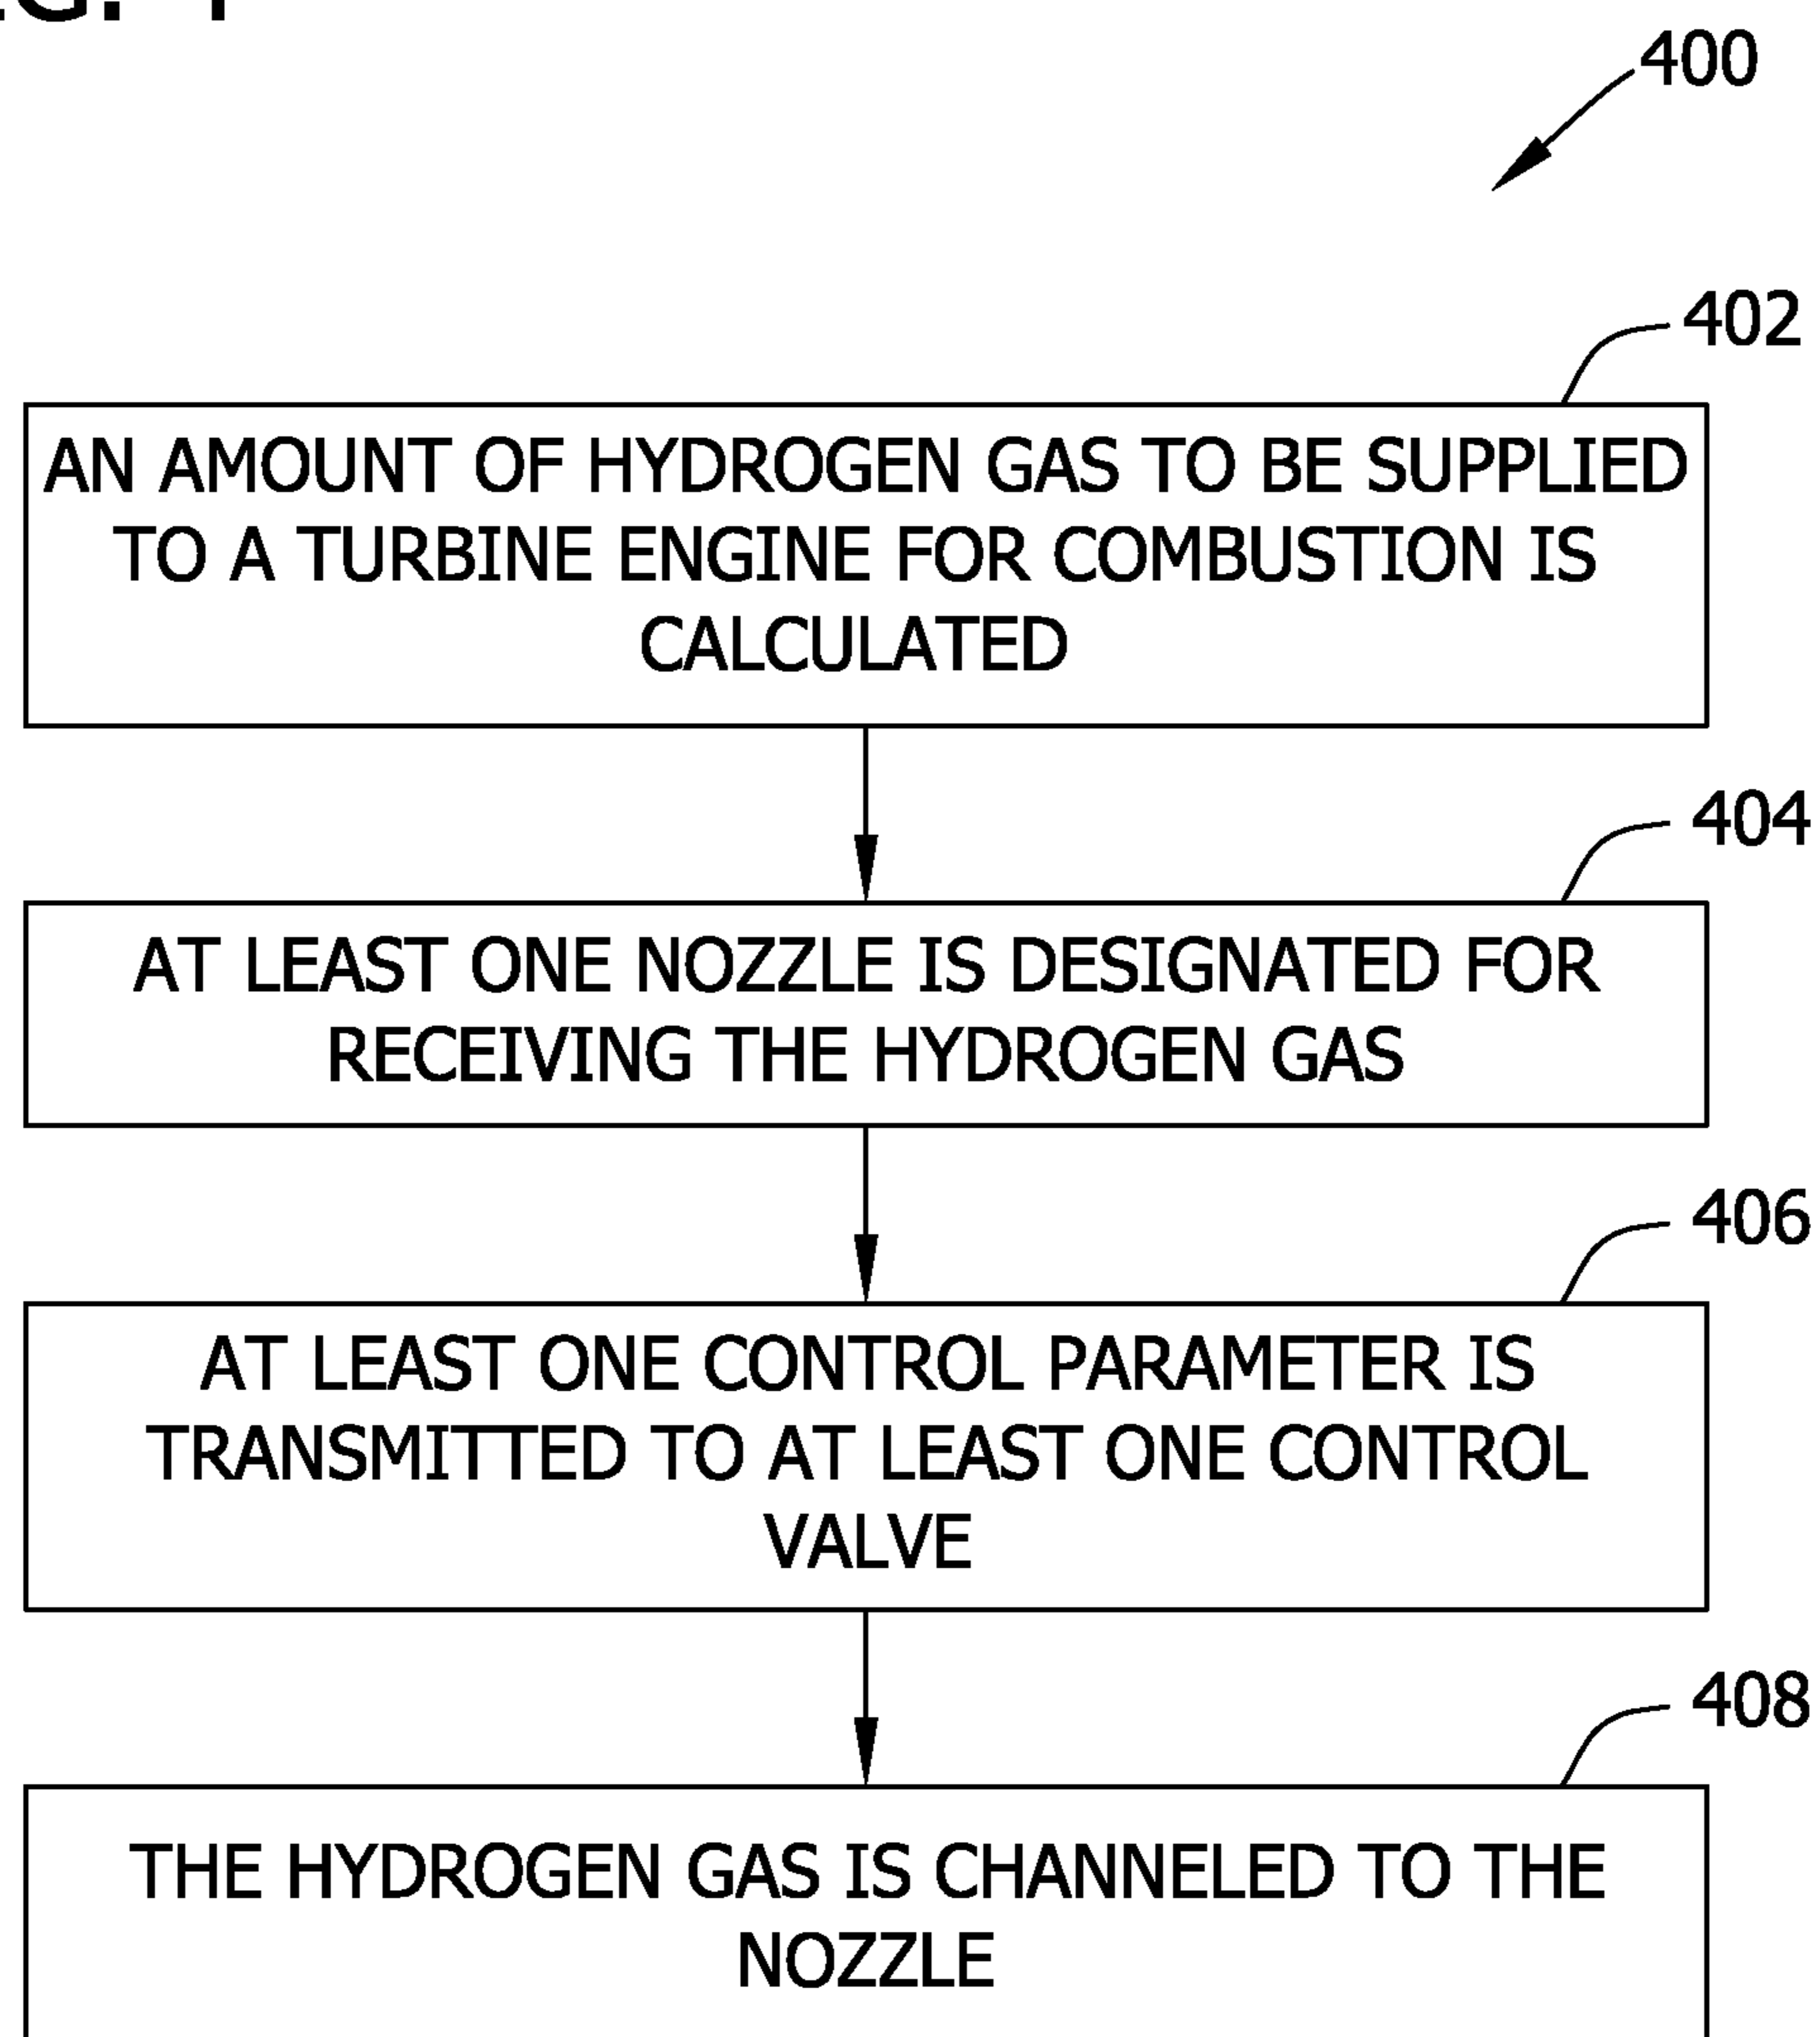 400
402
AN AMOUNT OF HYDROGEN GAS TO BE SUPPLIED
TO A TURBINE ENGINE FOR COMBUSTION IS
CALCULATED
404
AT LEAST ONE NOZZLE IS DESIGNATED FOR
RECEIVING THE HYDROGEN GAS
406
AT LEAST ONE CONTROL PARAMETER IS
TRANSMITTED TO AT LEAST ONE CONTROL
VALVE
408
THE HYDROGEN GAS IS CHANNELED TO THE
NOZZLE